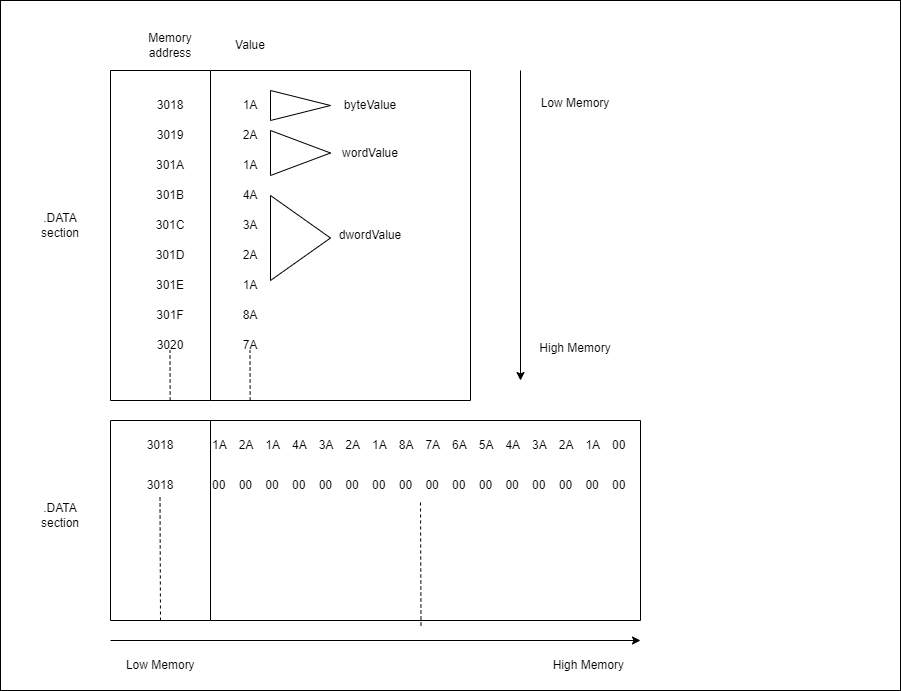 Memory address Value
3018 1A byteValue
3019 2A
wordValue
301A 1A
301B 4A
301C 3A
dwordValue
301D 2A
301E 1A
301F 8A
3020 7A
.DATA
section
Low Memory
High Memory
3018 1A 2A 1A 4A 3A 2A 1A 8A 7A 6A 5A 4A 3A 2A 1A 00
3018 00 00 00 00 00 00 00 00 00 00 00 00 00 00 00 00
.DATA
section
Low Memory High Memory